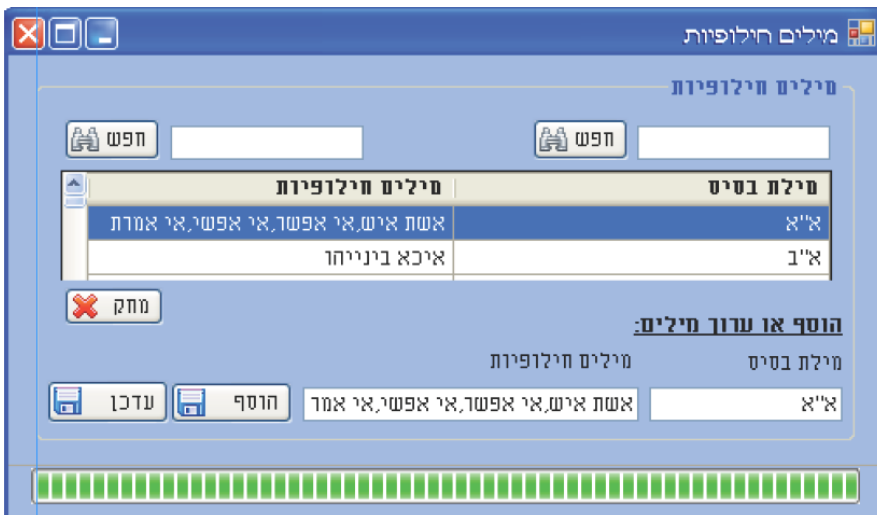 מילים חילופיות
מילים חילופיות
חפש חפש
מילת בסיס מילים חילופיות
א"א אשת איש,אי אפשר,אי אפשי,אי אמרת
א"ב איכא בינייהו
מחק
הוסף או ערוך מילים:
מילת בסיס מילים חילופיות
א"א אשת איש,אי אפשר,אי אפשי,אי אמר הוסף עדכן